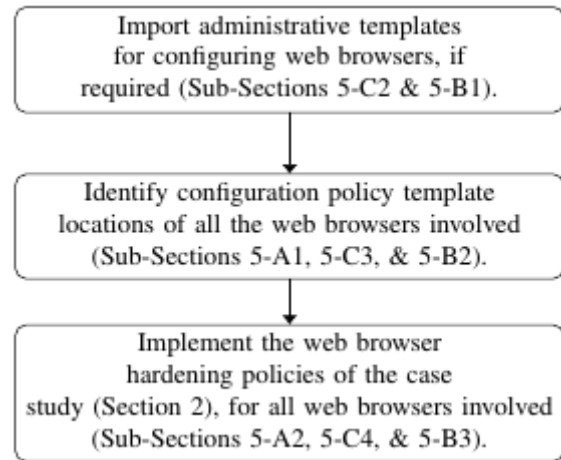 Import administrative templates
for configuring web browsers, if
required (Sub-Sections 5-C2 & 5-B1).
Identify configuration policy template
locations of all the web browsers involved
(Sub-Sections 5-A1, 5-C3, & 5-B2).
Implement the web browser
hardening policies of the case
study (Section 2), for all web browsers involved
(Sub-Sections 5-A2, 5-C4, & 5-B3).